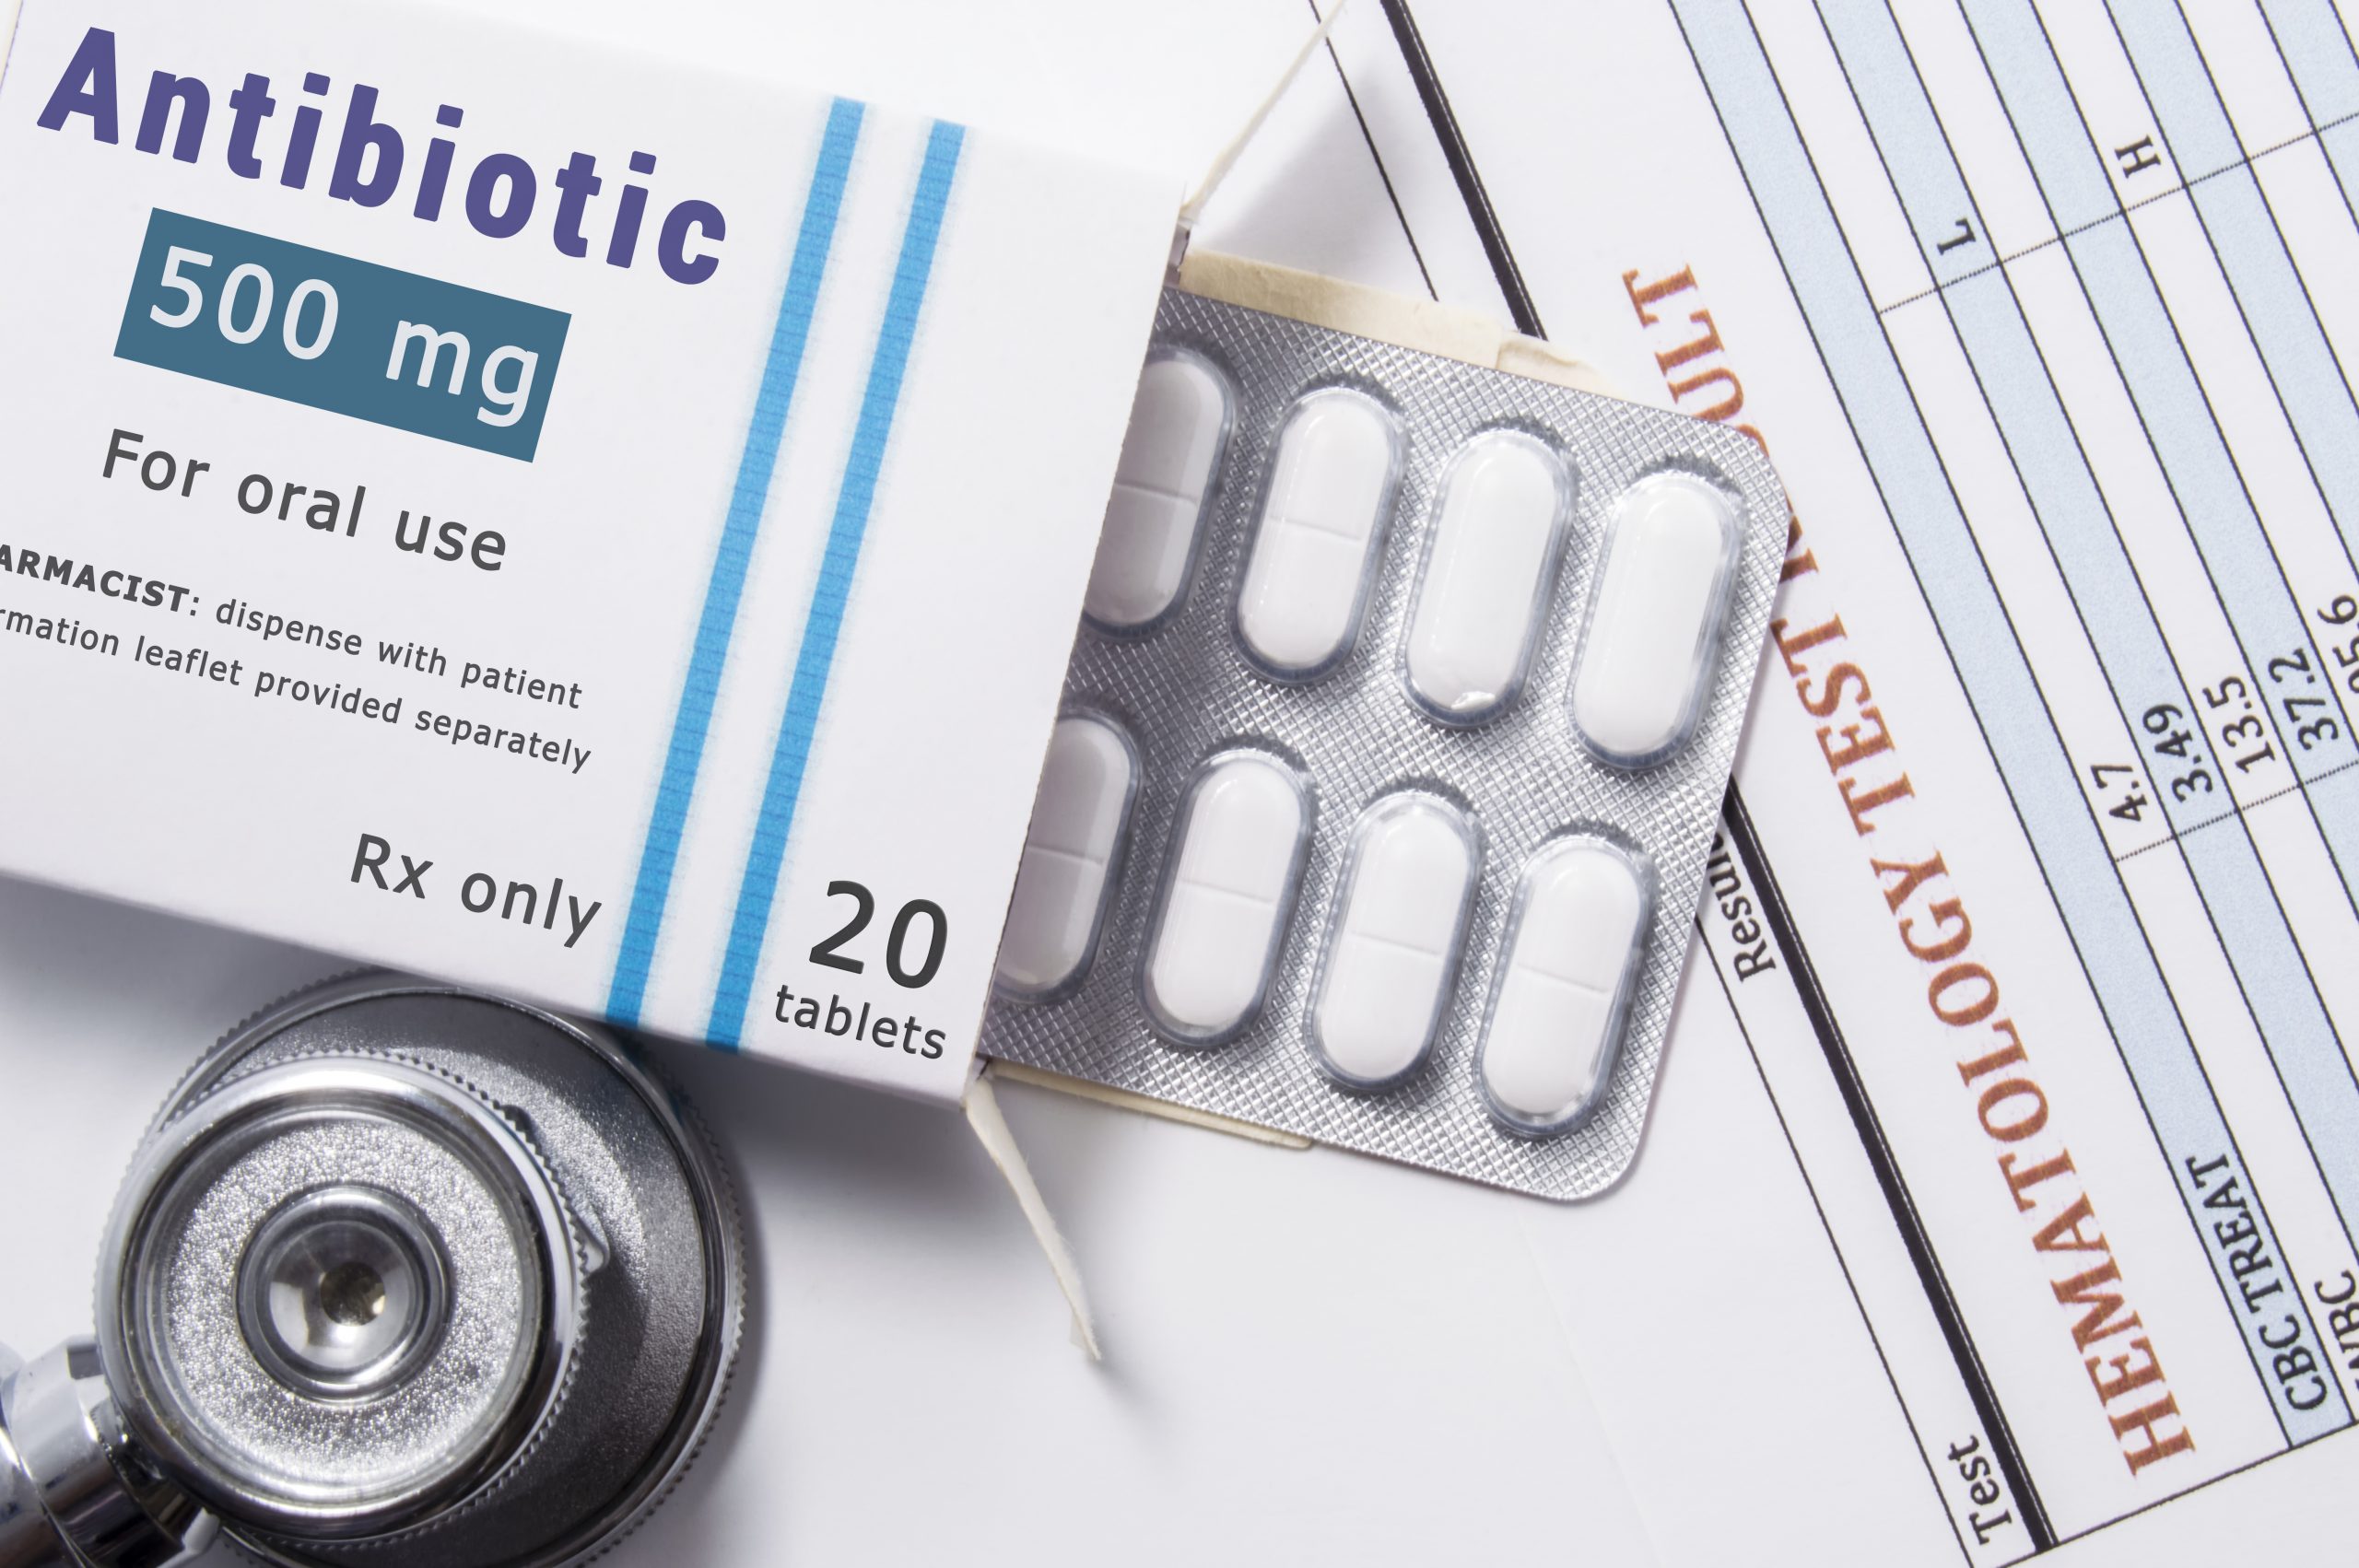 Antibiotic
500 mg
For oral use
ARMACIST: dispense with patient
rmation leaflet provided separately
Rx only
20
tablets
Test
HEMATOLOGY TEST
ULT
CBC TREAT
4.7
L
3.49
13.5
H
37.2